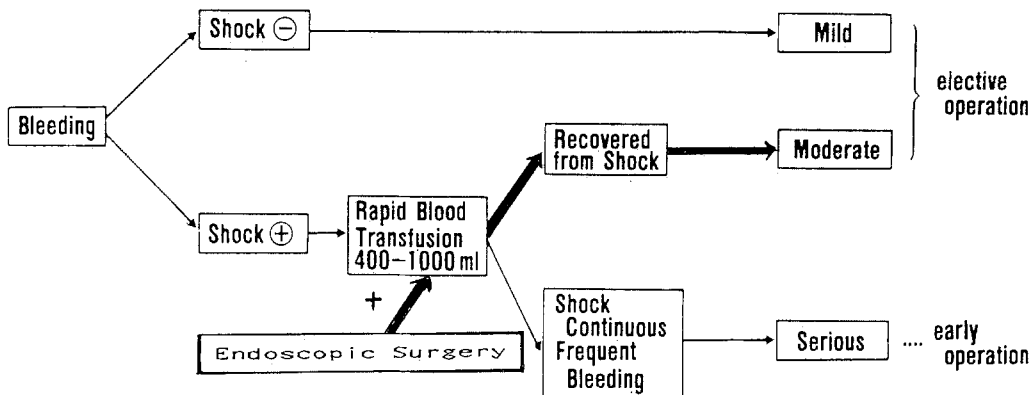 Shock ⊖
Mild
elective
operation
Bleeding
Recovered
from Shock
Moderate
Shock ⊕
Rapid Blood
Transfusion
400–1000 ml
+
Endoscopic Surgery
Shock
Continuous
Frequent
Bleeding
Serious
.... early
operation